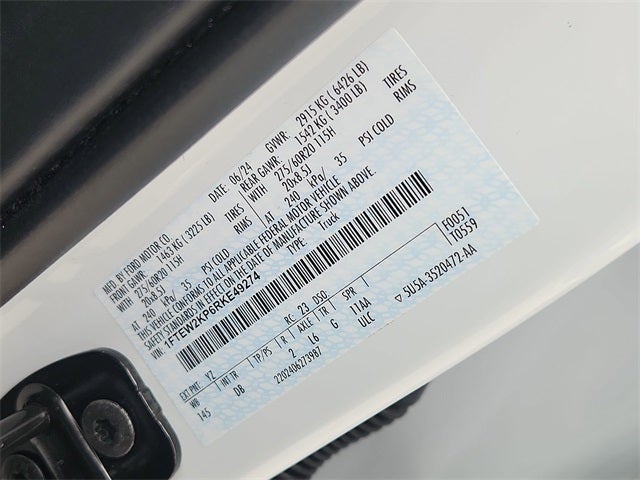 MFD. BY FORD MOTOR CO.
DATE: 06/24 GVWR: 2915 KG ( 6426 LB)
FRONT GAWR: 1463 KG ( 3225 LB) REAR GAWR: 1542 KG ( 3400 LB)
275/60R20 115H TIRES WITH 275/60R20 115H TIRES
20x8.5J RIMS 20x8.5J RIMS
AT 240 kPa/ 35 PSI COLD AT 240 kPa/ 35 PSI COLD
THIS VEHICLE CONFORMS TO ALL APPLICABLE FEDERAL MOTOR VEHICLE
SAFETY STANDARDS IN EFFECT ON THE DATE OF MANUFACTURE SHOWN ABOVE.
VIN: 1FTEW2KP6RKE49274 TYPE: Truck
F0051
T0559
EXT PNT: YZ RC: 23 DSO:
WB INT TR TP/PS R AXLE TR SPR
145 DB 2 L6 G 11AA
2202406273987 ULC
5U5A-3520472-AA